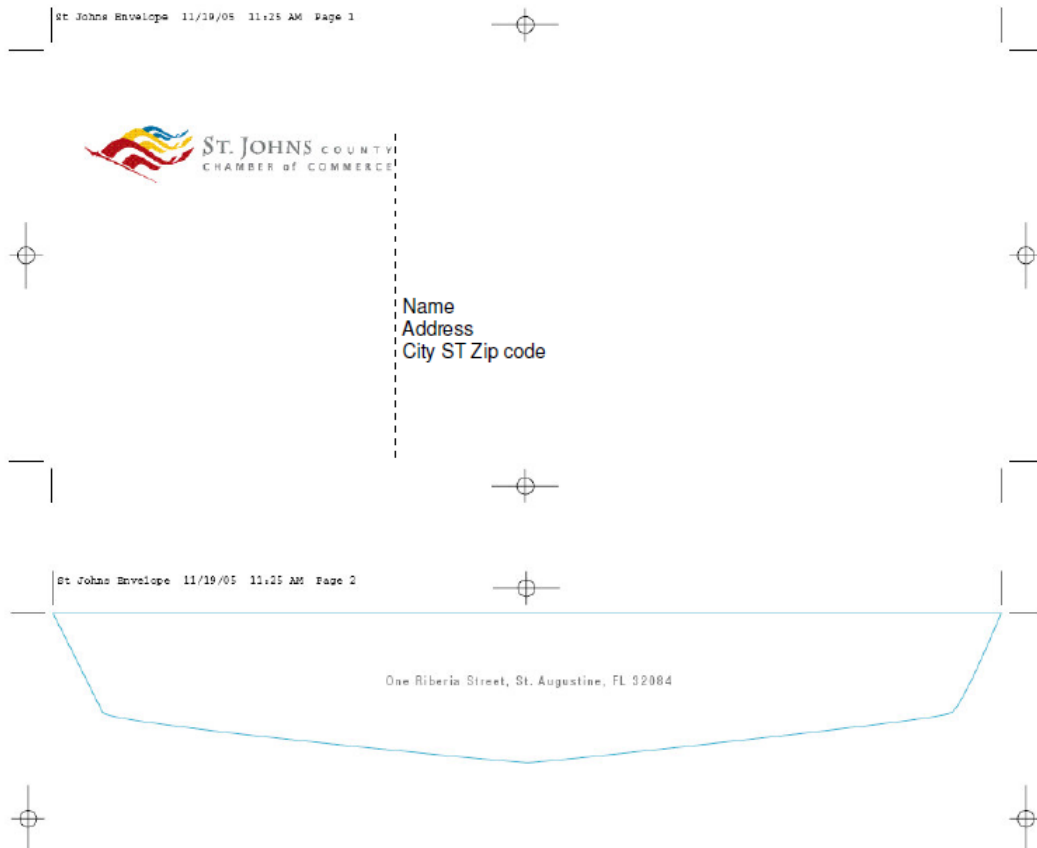 St Johns Envelope 11/19/05 11:25 AM Page 1
ST. JOHNS COUNTY
CHAMBER of COMMERCE
Name
Address
City ST Zip code
St Johns Envelope 11/19/05 11:25 AM Page 2
One Riberia Street, St. Augustine, FL 32084